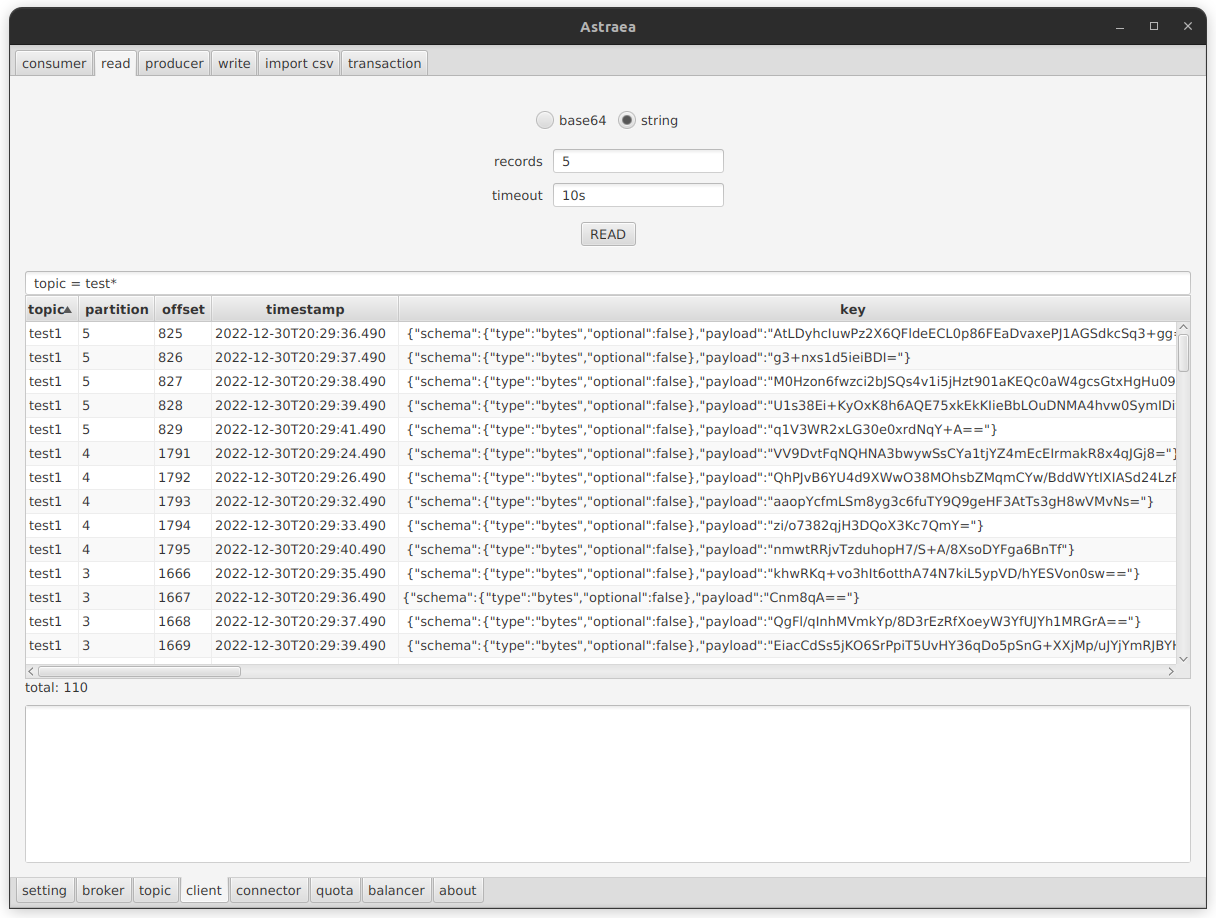 Astraea
consumer read producer write import csv transaction
base64 string
records 5
timeout 10s
READ
topic = test*
topic partition offset timestamp key
test1 5 825 2022-12-30T20:29:36.490 {"schema":{"type":"bytes","optional":false},"payload":"AtLDyhcIuwPz2X6QFldeECL0p86FEaDvaxePJ1AGSdkcSq3+gg=
test1 5 826 2022-12-30T20:29:37.490 {"schema":{"type":"bytes","optional":false},"payload":"g3+nxs1d5ieiBDI="}
test1 5 827 2022-12-30T20:29:38.490 {"schema":{"type":"bytes","optional":false},"payload":"M0Hzon6fwzci2bJSQs4v1i5jHzt901aKEQc0aW4gcsGtxHgHu09
test1 5 828 2022-12-30T20:29:39.490 {"schema":{"type":"bytes","optional":false},"payload":"U1s38Ei+KyOxK8h6AQE75xkEkKlieBbLOuDNMA4hvw0SymIDi
test1 5 829 2022-12-30T20:29:41.490 {"schema":{"type":"bytes","optional":false},"payload":"q1V3WR2xLG30e0xrdNqY+A=="}
test1 4 1791 2022-12-30T20:29:24.490 {"schema":{"type":"bytes","optional":false},"payload":"VV9DvtFqNQHNA3bwywSsCYa1tjYZ4mEcEIrmakR8x4qJGj8="}
test1 4 1792 2022-12-30T20:29:26.490 {"schema":{"type":"bytes","optional":false},"payload":"QhPJvB6YU4d9XWwO38MOhsbZMqmCYw/BddWYtIXIASd24LzF
test1 4 1793 2022-12-30T20:29:32.490 {"schema":{"type":"bytes","optional":false},"payload":"aaopYcfmLSm8yg3c6fuTY9Q9geHF3AtTs3gH8wVMvNs="}
test1 4 1794 2022-12-30T20:29:33.490 {"schema":{"type":"bytes","optional":false},"payload":"zi/o7382qjH3DQoX3Kc7QmY="}
test1 4 1795 2022-12-30T20:29:40.490 {"schema":{"type":"bytes","optional":false},"payload":"nmwtRRjvTzduhopH7/S+A/8XsoDYFga6BnTf"}
test1 3 1666 2022-12-30T20:29:35.490 {"schema":{"type":"bytes","optional":false},"payload":"khwRKq+vo3hIt6otthA74N7kiL5ypVD/hYESVon0sw=="}
test1 3 1667 2022-12-30T20:29:36.490 {"schema":{"type":"bytes","optional":false},"payload":"Cnm8qA=="}
test1 3 1668 2022-12-30T20:29:37.490 {"schema":{"type":"bytes","optional":false},"payload":"QgFl/qInhMVmkYp/8D3rEzRfXoeyW3YfUJYh1MRGrA=="}
test1 3 1669 2022-12-30T20:29:39.490 {"schema":{"type":"bytes","optional":false},"payload":"EiacCdSs5jKO6SrPpiT5UvHY36qDo5pSnG+XXjMp/uJYjYmRJBYH
total: 110
setting broker topic client connector quota balancer about